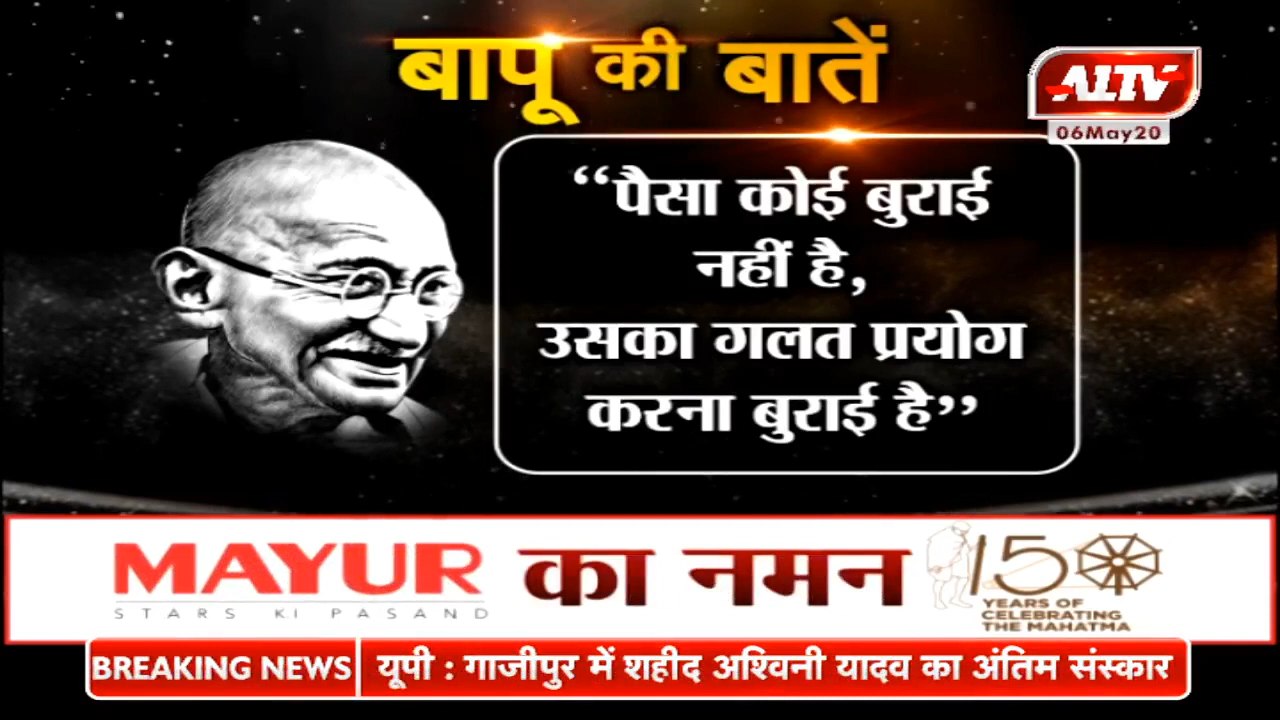 बापू की बातें
ALTV
06May20
“पैसा कोई बुराई
नहीं है,
उसका गलत प्रयोग
करना बुराई है”
MAYUR का नमन
STARS KI PASAND
150
YEARS OF
CELEBRATING
THE MAHATMA
BREAKING NEWS यूपी : गाजीपुर में शहीद अश्विनी यादव का अंतिम संस्कार